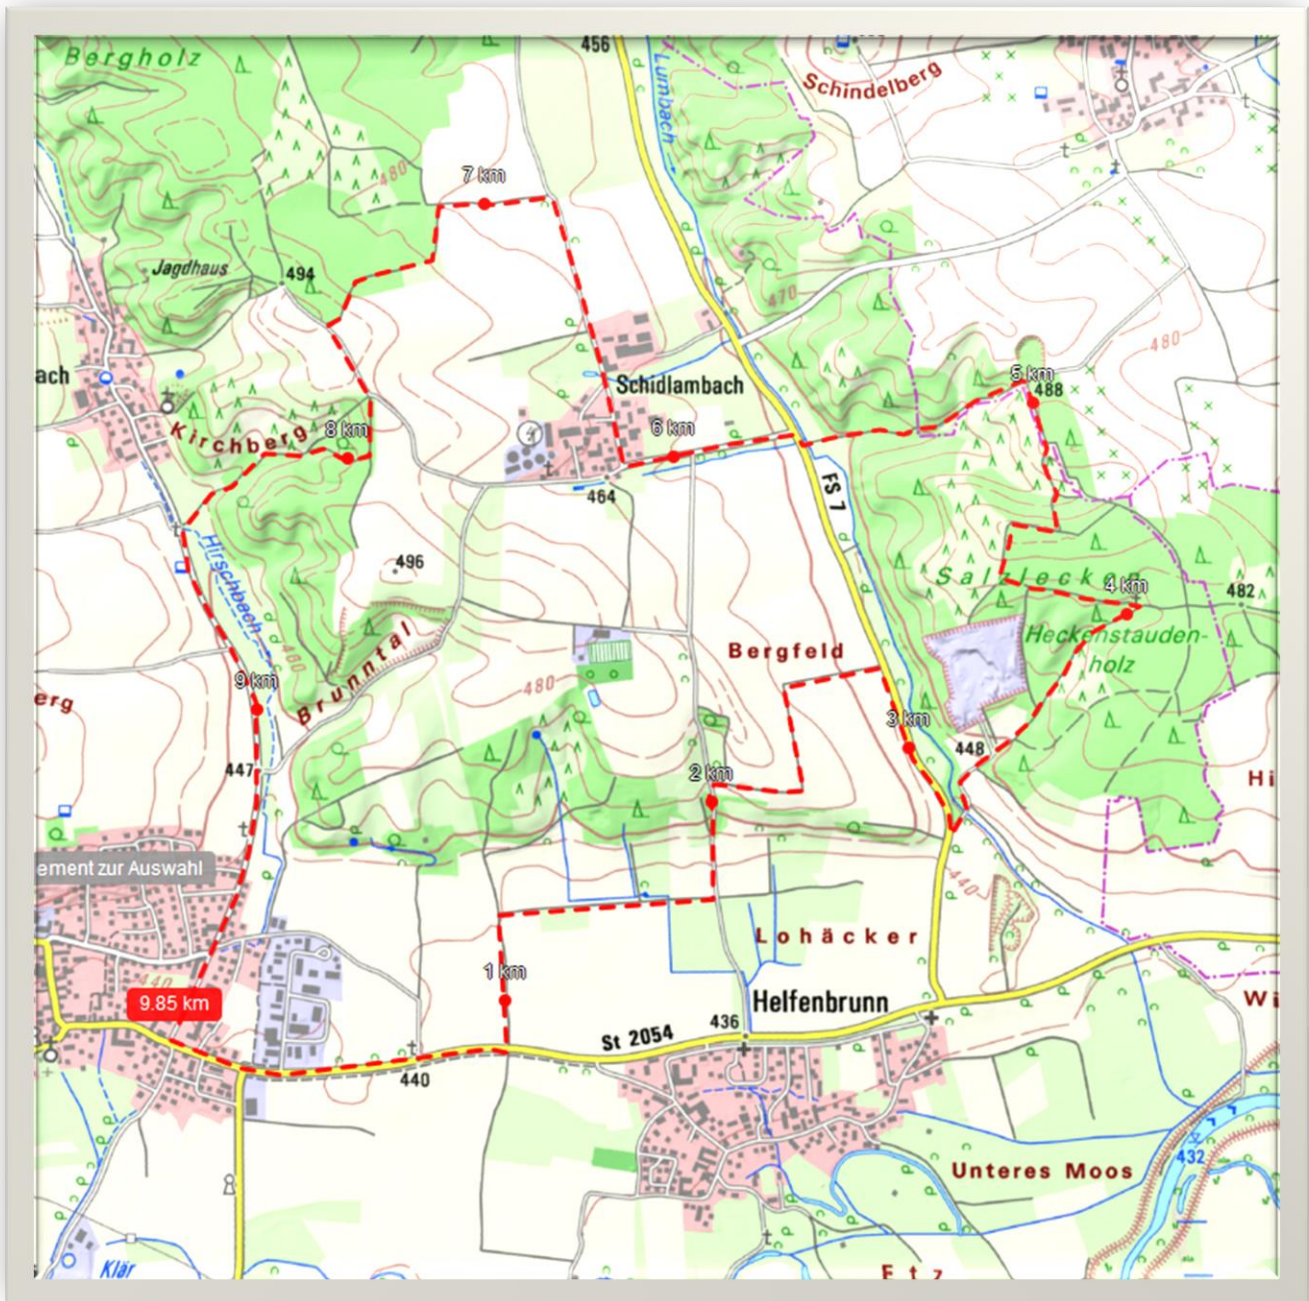 456
Bergholz
Lumbach
Schindelberg
480
7 km
Jagdhaus
494
470
480
ach
Schidlambach
5 km
488
Kirchberg
8 km
6 km
464
FS 7
Hirschbach
496
Salzlecken
4 km
482
Heckenstauden-
holz
Bergfeld
480
Brunntal
480
9 km
erg
3 km
448
447
2 km
Hi
ement zur Auswahl
440
Lohäcker
1 km
440
9.85 km
Helfenbrunn
Wi
436
St 2054
440
432
Unteres Moos
Klär
Etz